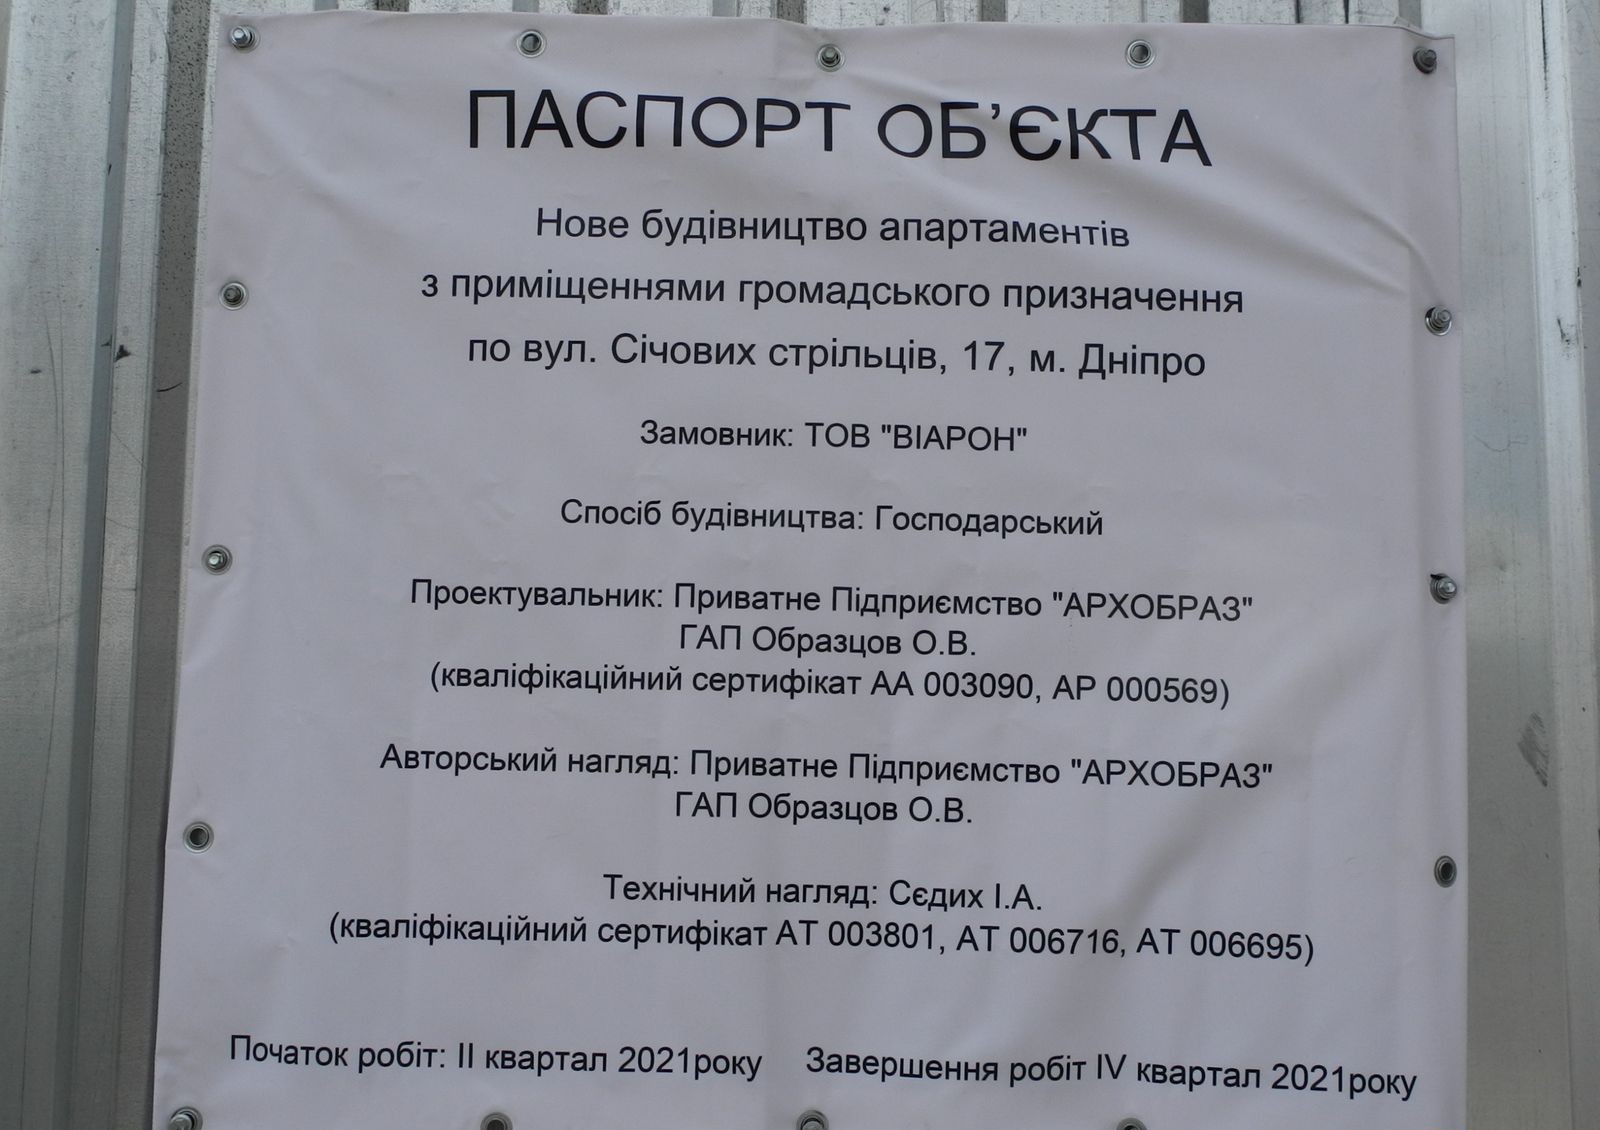 ПАСПОРТ ОБ’ЄКТА
Нове будівництво апартаментів
з приміщеннями громадського призначення
по вул. Січових стрільців, 17, м. Дніпро
Замовник: ТОВ "ВІАРОН"
Спосіб будівництва: Господарський
Проектувальник: Приватне Підприємство "АРХОБРАЗ"
ГАП Образцов О.В.
(кваліфікаційний сертифікат АА 003090, АР 000569)
Авторський нагляд: Приватне Підприємство "АРХОБРАЗ"
ГАП Образцов О.В.
Технічний нагляд: Сєдих І.А.
(кваліфікаційний сертифікат АТ 003801, АТ 006716, АТ 006695)
Початок робіт: II квартал 2021року Завершення робіт IV квартал 2021року